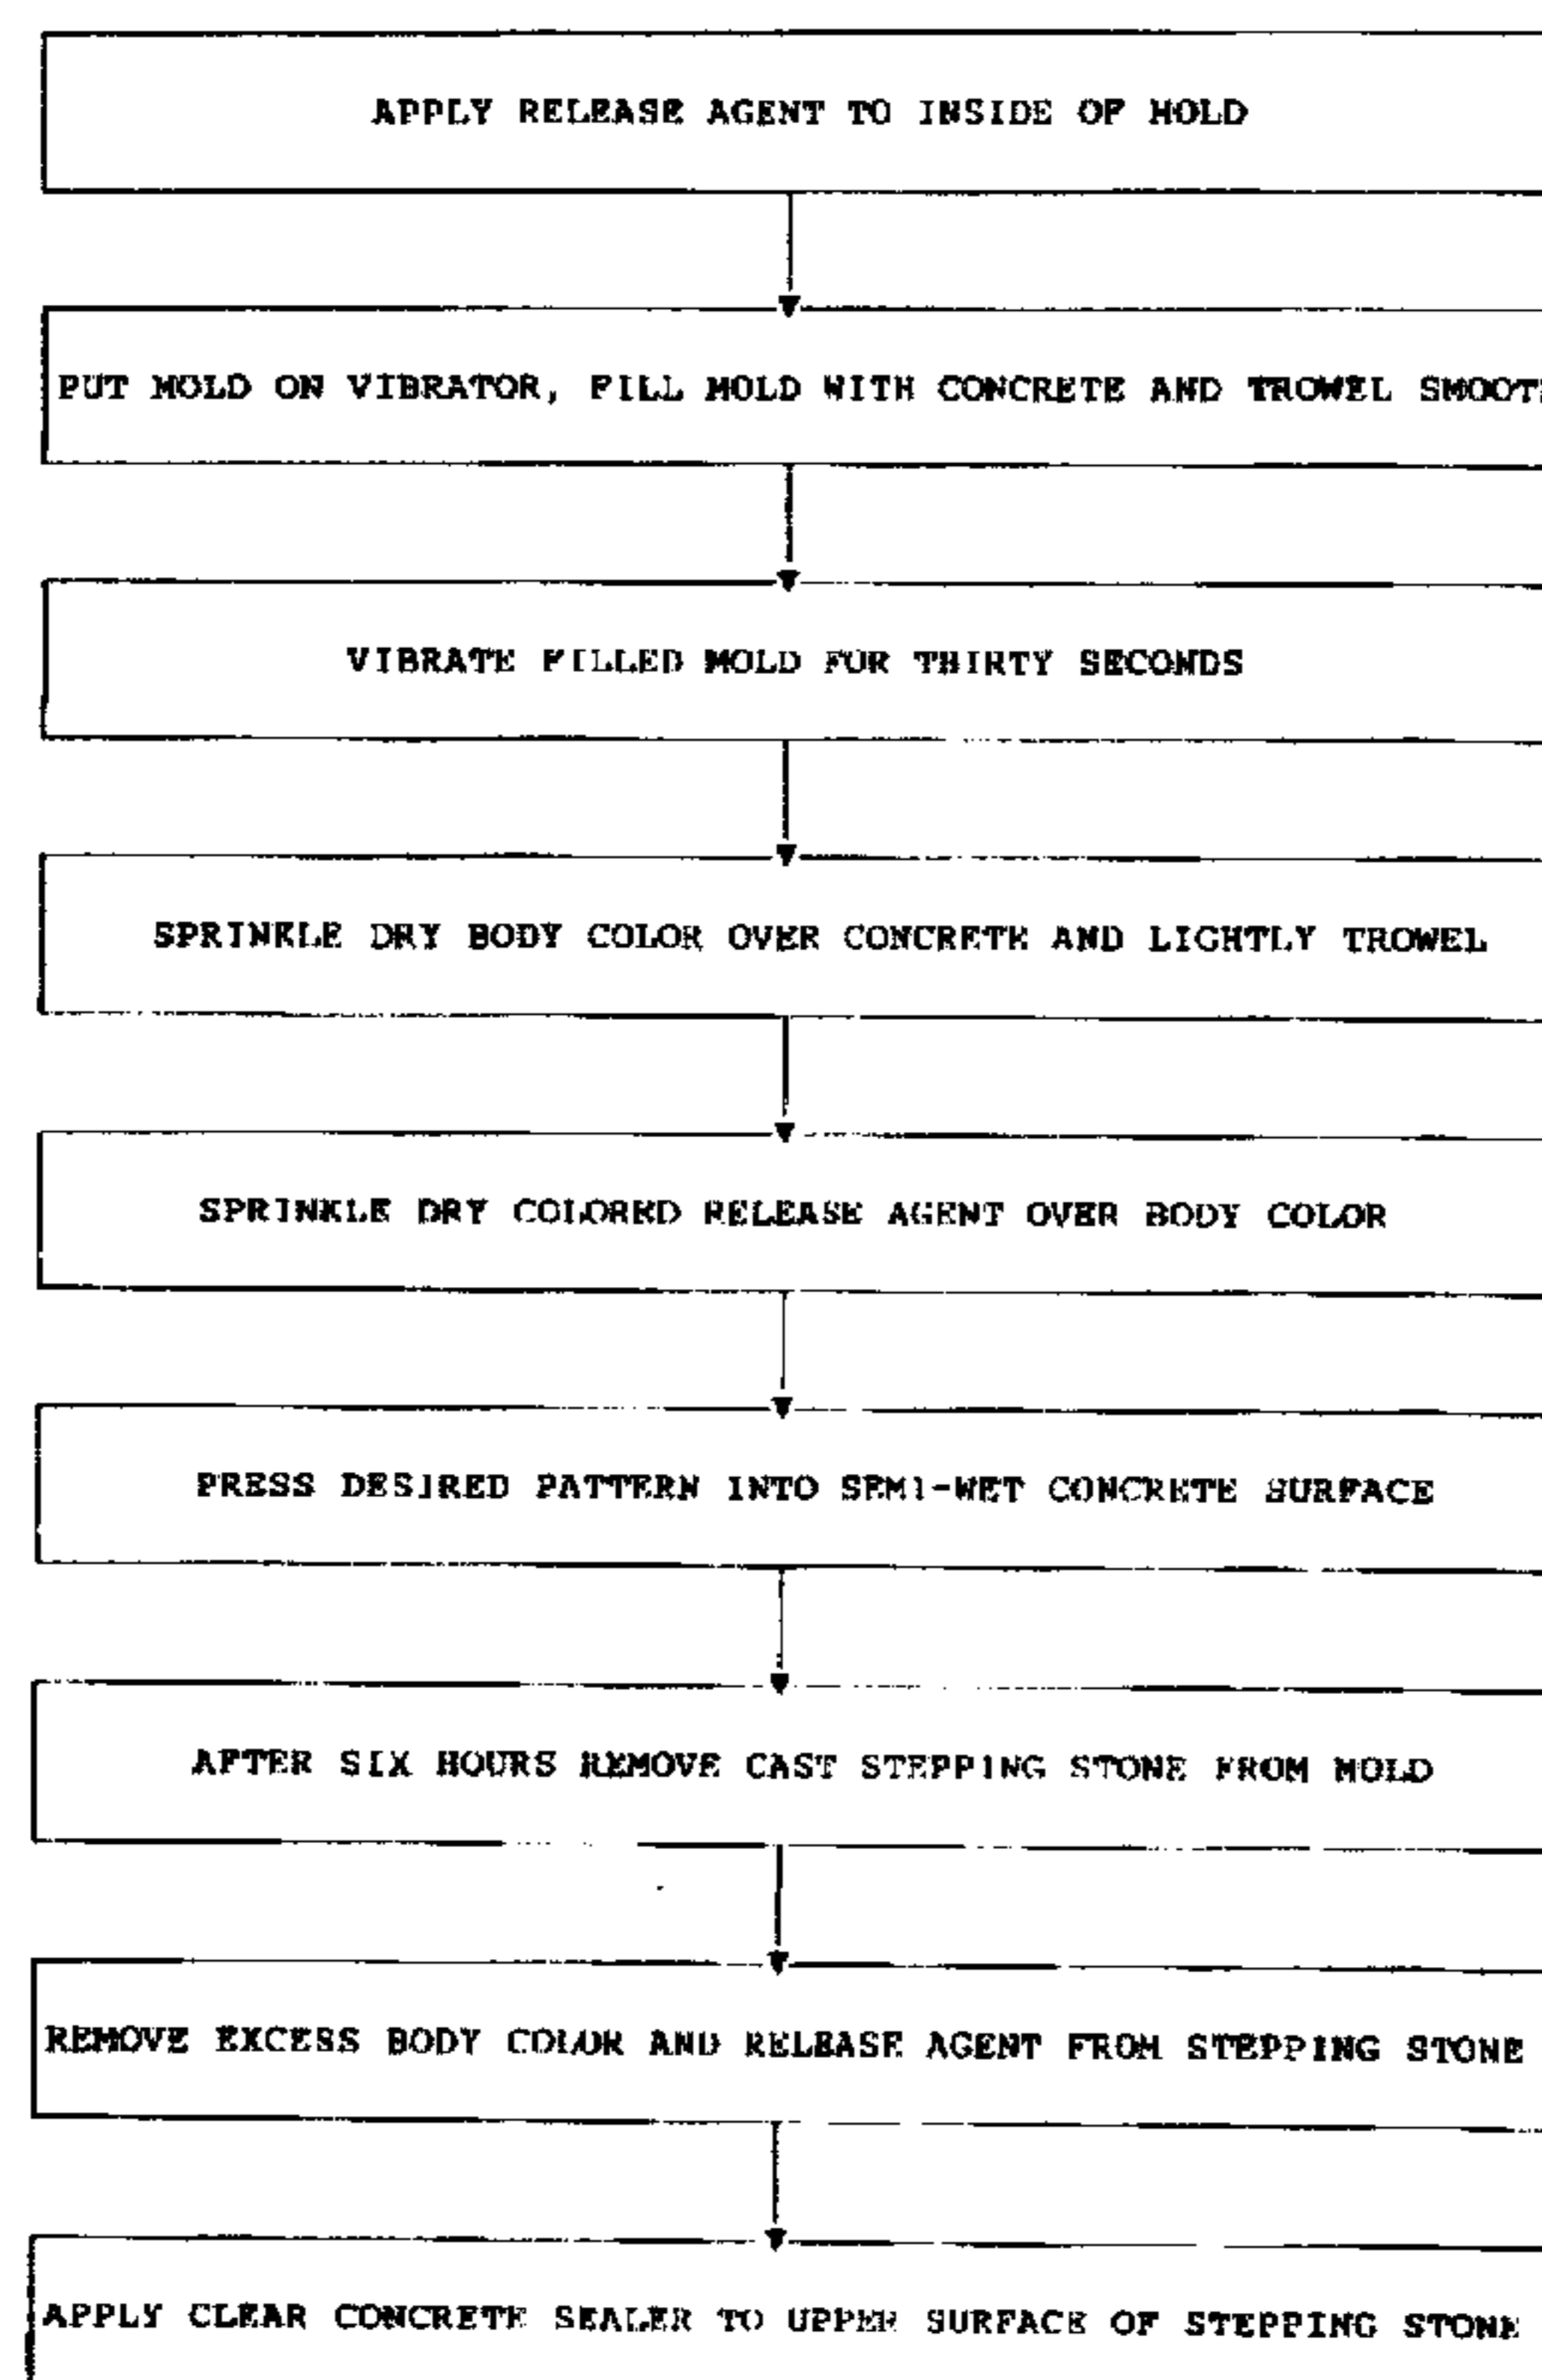 APPLY RELEASE AGENT TO INSIDE OF MOLD
PUT MOLD ON VIBRATOR, FILL MOLD WITH CONCRETE AND TROWEL SMOOTH
VIBRATE FILLED MOLD FOR THIRTY SECONDS
SPRINKLE DRY BODY COLOR OVER CONCRETE AND LIGHTLY TROWEL
SPRINKLE DRY COLORED RELEASE AGENT OVER BODY COLOR
PRESS DESIRED PATTERN INTO SEMI-WET CONCRETE SURFACE
AFTER SIX HOURS REMOVE CAST STEPPING STONE FROM MOLD
REMOVE EXCESS BODY COLOR AND RELEASE AGENT FROM STEPPING STONE
APPLY CLEAR CONCRETE SEALER TO UPPER SURFACE OF STEPPING STONE